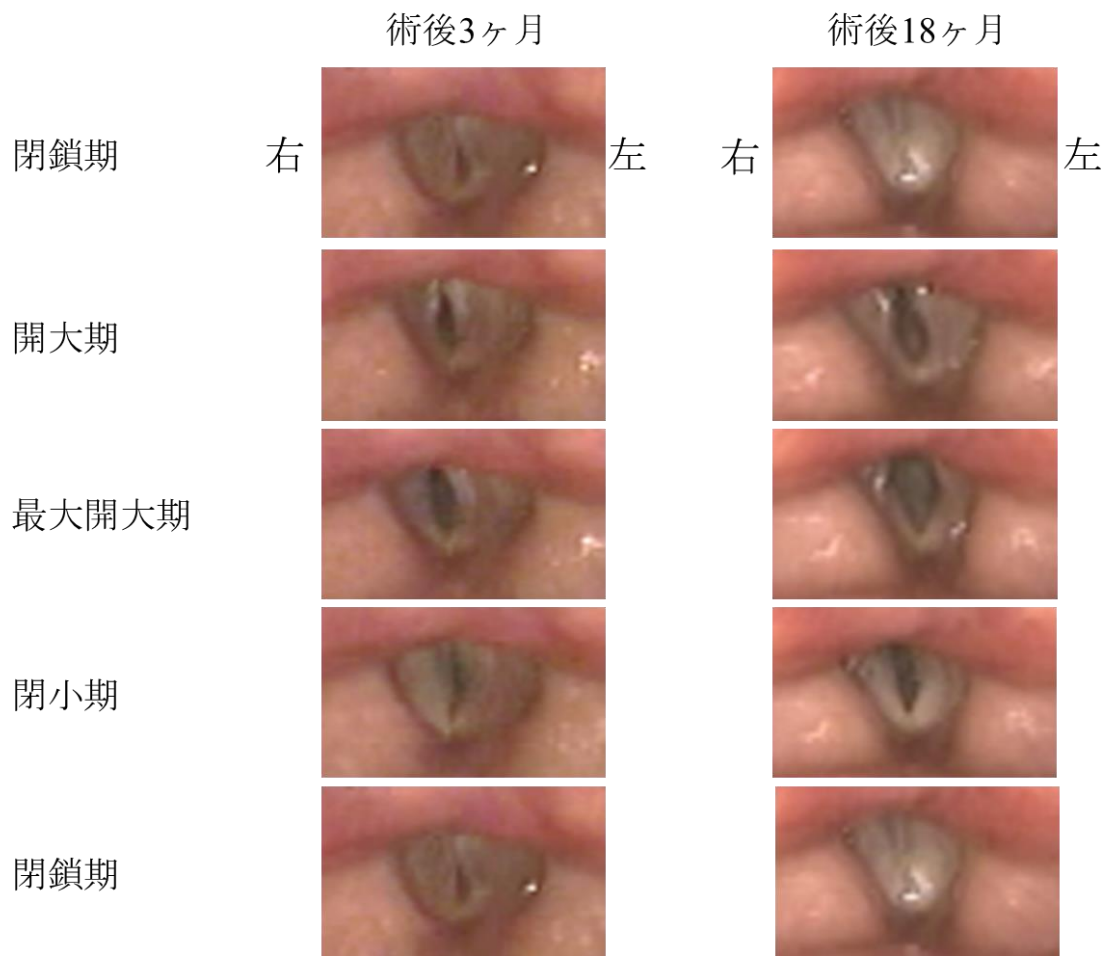 術後3ヶ月 術後18ヶ月
閉鎖期 右 左 右 左
開大期
最大開大期
閉小期
閉鎖期